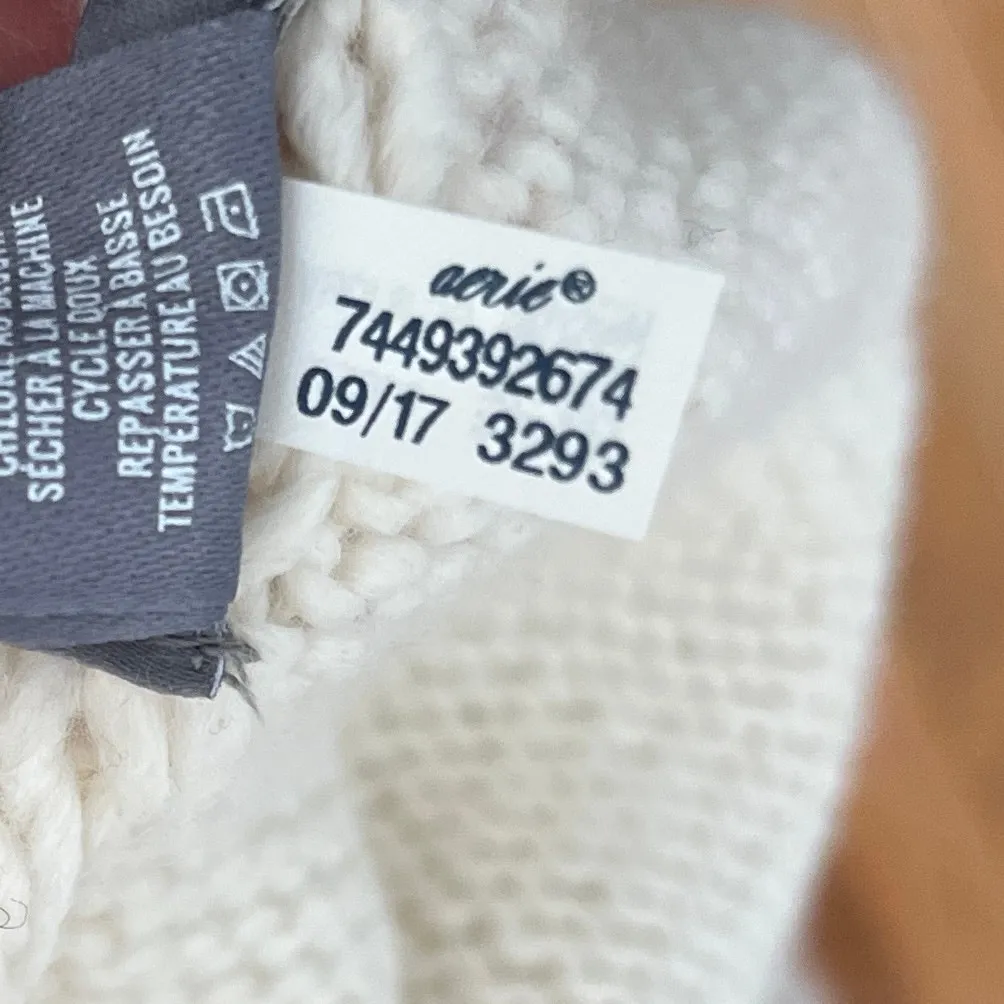 SÉCHER À LA MACHINE
CYCLE DOUX
REPASSER À BASSE
TEMPÉRATURE AU BESOIN
aerie®
7449392674
09/17 3293